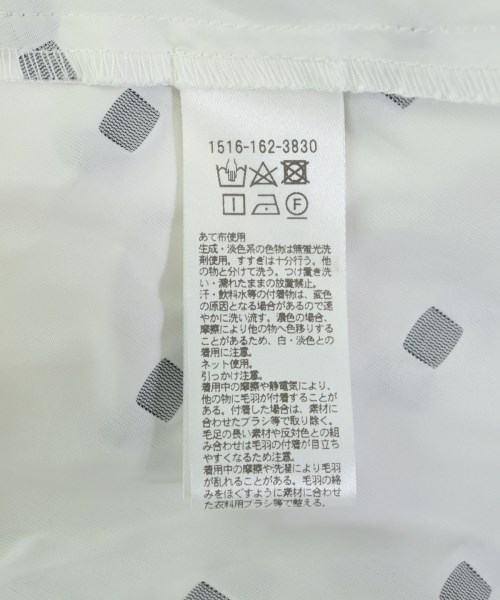 1516-162-3830
F
あて布使用
生成・淡色系の色物は無蛍光洗
剤使用。すすぎは十分行う。他
の物と分けて洗う。つけ置き洗
い・濡れたままの放置禁止。
汗・飲料水等の付着物は、変色
の原因となる場合があるので速
やかに洗い流す。濃色の場合、
摩擦により他の物へ色移りする
ことがあるため、白・淡色との
着用に注意。
ネット使用。
引っかけ注意。
着用中の摩擦や静電気により、
他の物に毛羽が付着することが
ある。付着した場合は、素材に
合わせたブラシ等で取り除く。
毛足の長い素材や反対色との組
み合わせは毛羽の付着が目立ち
やすくなるため注意。
着用中の摩擦や洗濯により毛羽
が乱れることがある。毛羽の絡
みをほぐすように素材に合わせ
た衣料用ブラシ等で整える。